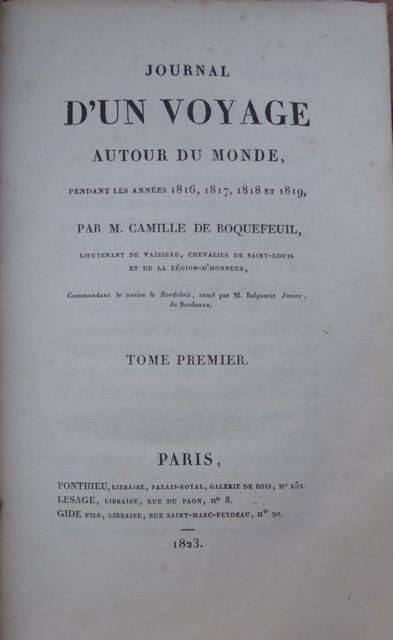 JOURNAL
D'UN VOYAGE
AUTOUR DU MONDE,
PENDANT LES ANNÉES 1816, 1817, 1818 ET 1819,
PAR M. CAMILLE DE ROQUEFEUIL,
LIEUTENANT DE VAISSEAU, CHEVALIER DE SAINT-LOUIS
ET DE LA LÉGION-D'HONNEUR,
Commandant le navire le Bordelais, armé par M. Balguerie Junior,
de Bordeaux.
TOME PREMIER.
PARIS,
PONTHIEU, LIBRAIRE, PALAIS-ROYAL, GALERIE DE BOIS, nº 252.
LESAGE, LIBRAIRE, RUE DU PAON, nº 8.
GIDE FILS, LIBRAIRE, RUE SAINT-MARC-FEYDEAU, nº 20.
1823.